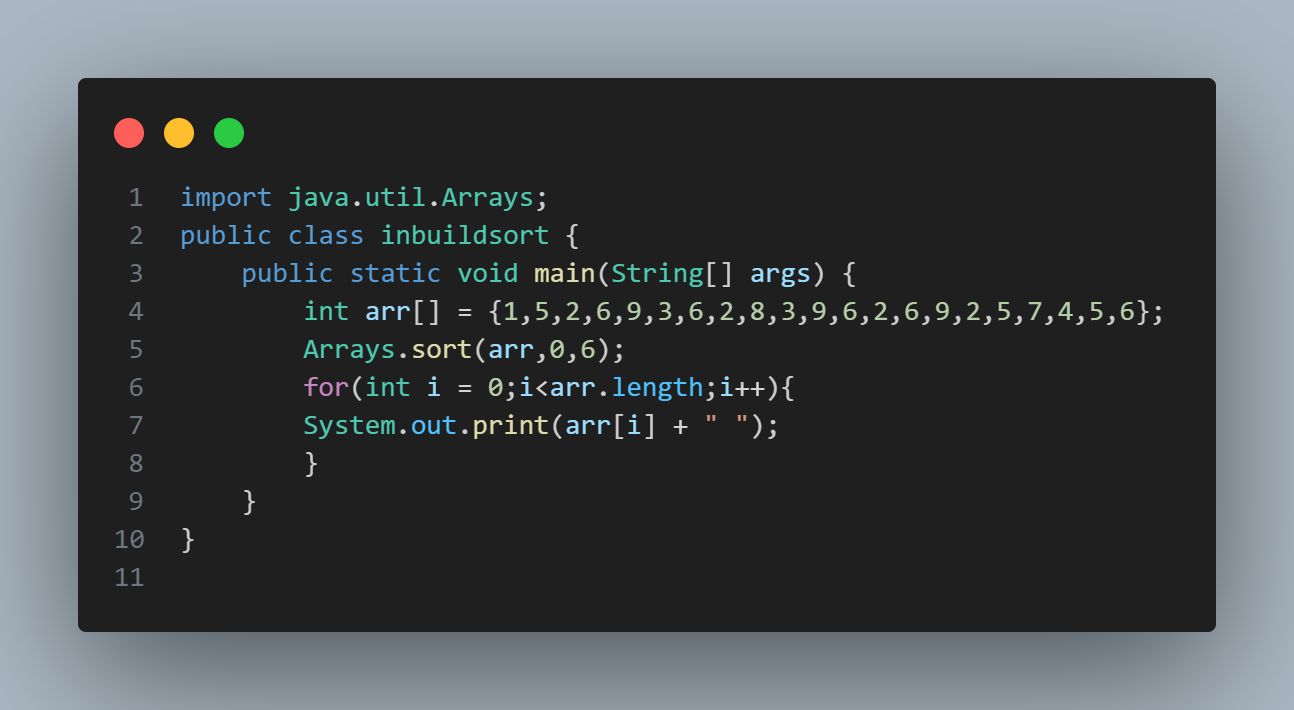 1 import java.util.Arrays;
2 public class inbuildsort {
3     public static void main(String[] args) {
4         int arr[] = {1,5,2,6,9,3,6,2,8,3,9,6,2,6,9,2,5,7,4,5,6};
5         Arrays.sort(arr,0,6);
6         for(int i = 0;i<arr.length;i++){
7         System.out.print(arr[i] + " ");
8         }
9     }
10 }
11